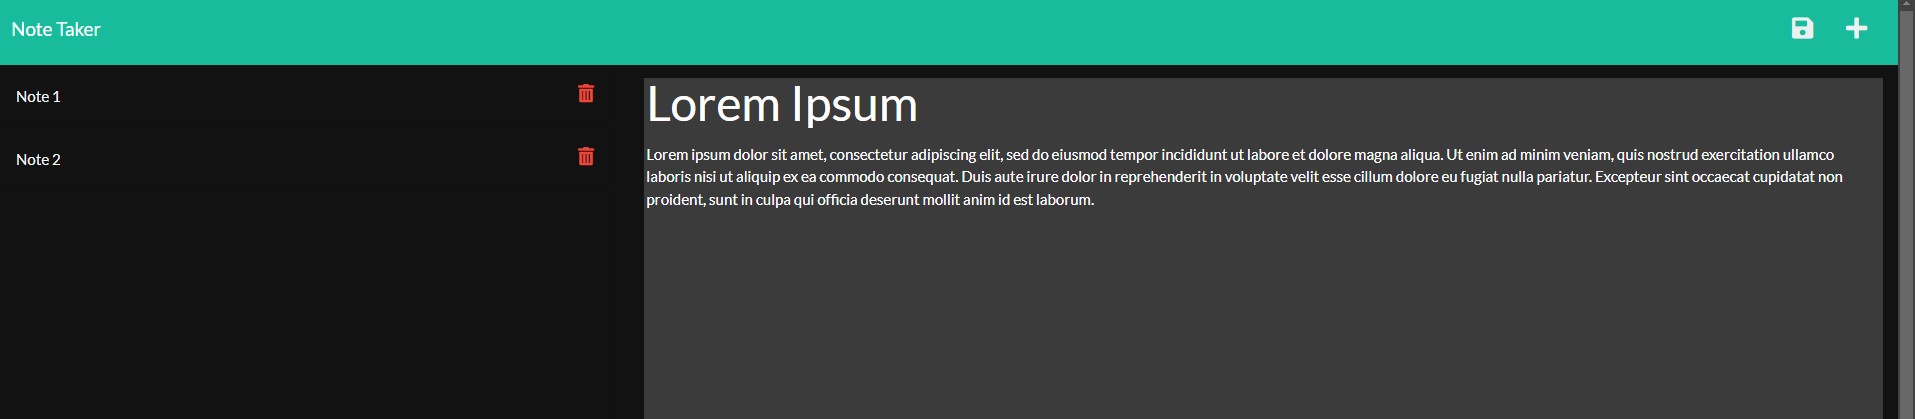 Note Taker
Note 1
Note 2
Lorem Ipsum
Lorem ipsum dolor sit amet, consectetur adipiscing elit, sed do eiusmod tempor incididunt ut labore et dolore magna aliqua. Ut enim ad minim veniam, quis nostrud exercitation ullamco
laboris nisi ut aliquip ex ea commodo consequat. Duis aute irure dolor in reprehenderit in voluptate velit esse cillum dolore eu fugiat nulla pariatur. Excepteur sint occaecat cupidatat non
proident, sunt in culpa qui officia deserunt mollit anim id est laborum.